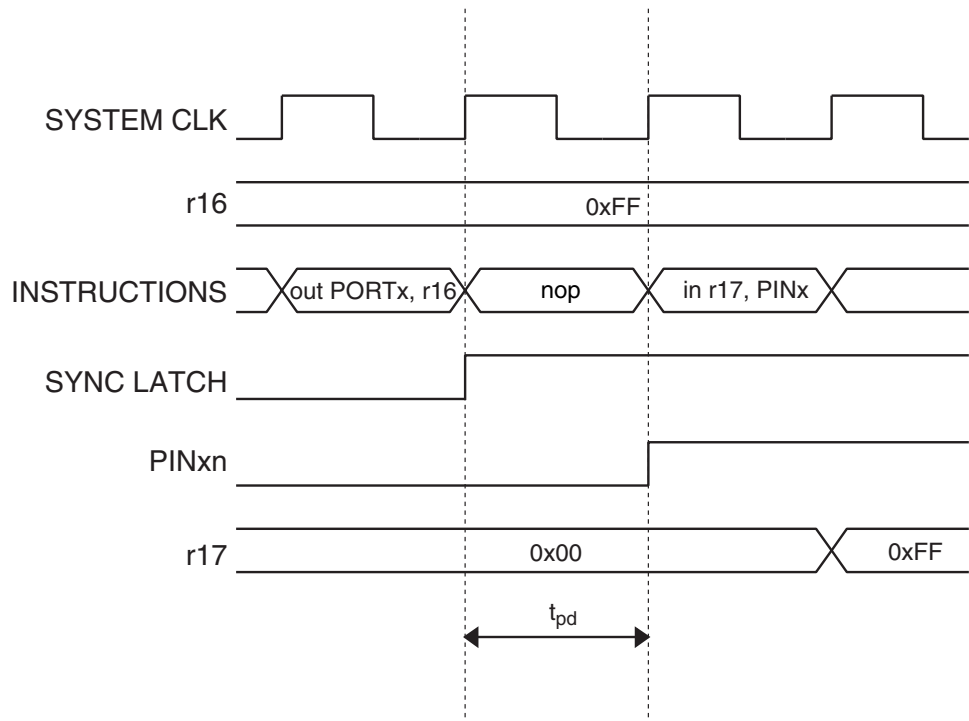 SYSTEM CLK
r16
0xFF
INSTRUCTIONS
out PORTx, r16
nop
in r17, PINx
SYNC LATCH
PINxn
r17
0x00
0xFF
tpd